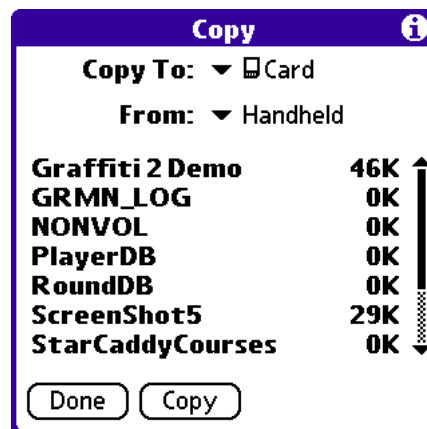 Copy
Copy To: Card
From: Handheld
Graffiti 2 Demo 46K
GRMN_LOG 0K
NONVOL 0K
PlayerDB 0K
RoundDB 0K
ScreenShot5 29K
StarCaddyCourses 0K
Done Copy